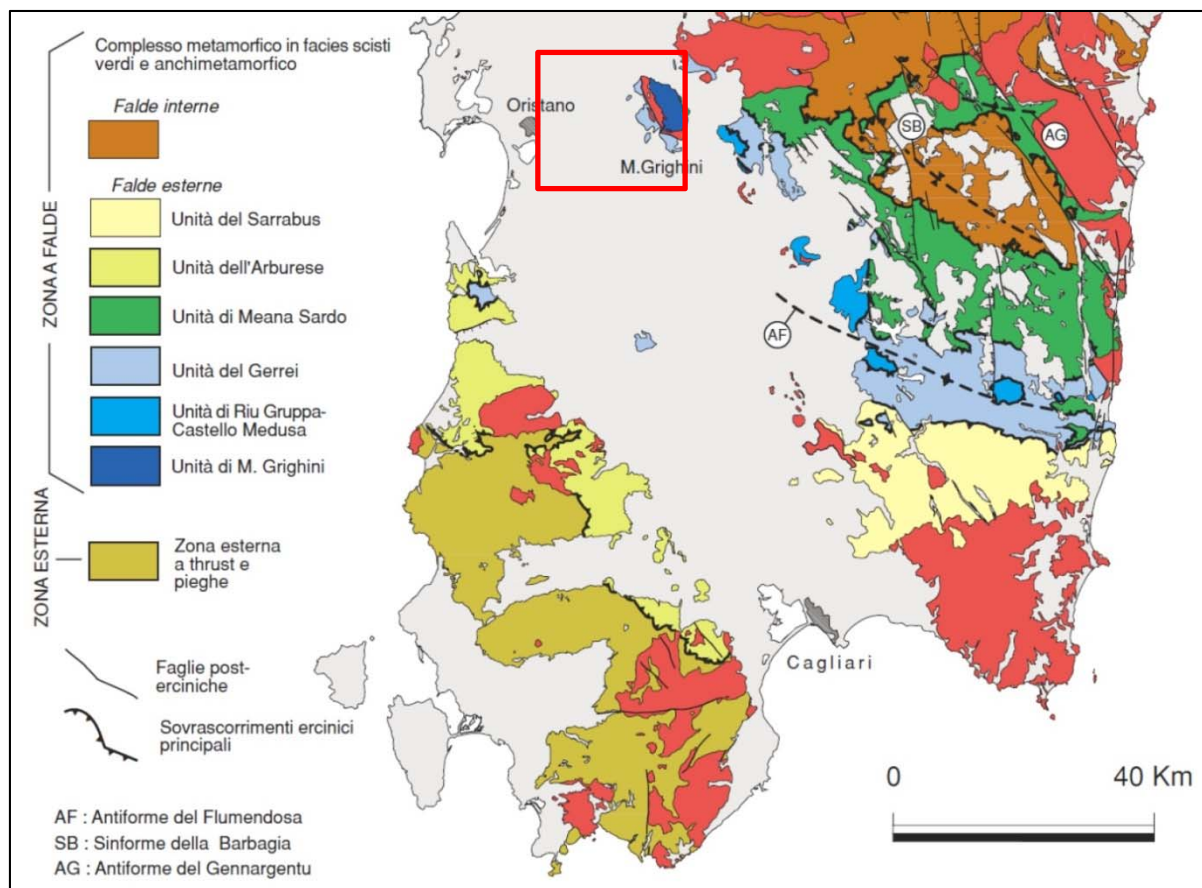 Complesso metamorfico in facies scisti
verdi e anchimetamorfico
Falde interne
Falde esterne
Unità del Sarrabus
Unità dell'Arburese
Unità di Meana Sardo
Unità del Gerrei
Unità di Riu Gruppa-
Castello Medusa
Unità di M. Grighini
ZONA A FALDE
ZONA ESTERNA
Zona esterna
a thrust e
pieghe
Faglie post-
erciniche
Sovrascorrimenti ercinici
principali
AF : Antiforme del Flumendosa
SB : Sinforme della Barbagia
AG : Antiforme del Gennargentu
Oristano
M.Grighini
SB
AG
AF
Cagliari
0 40 Km